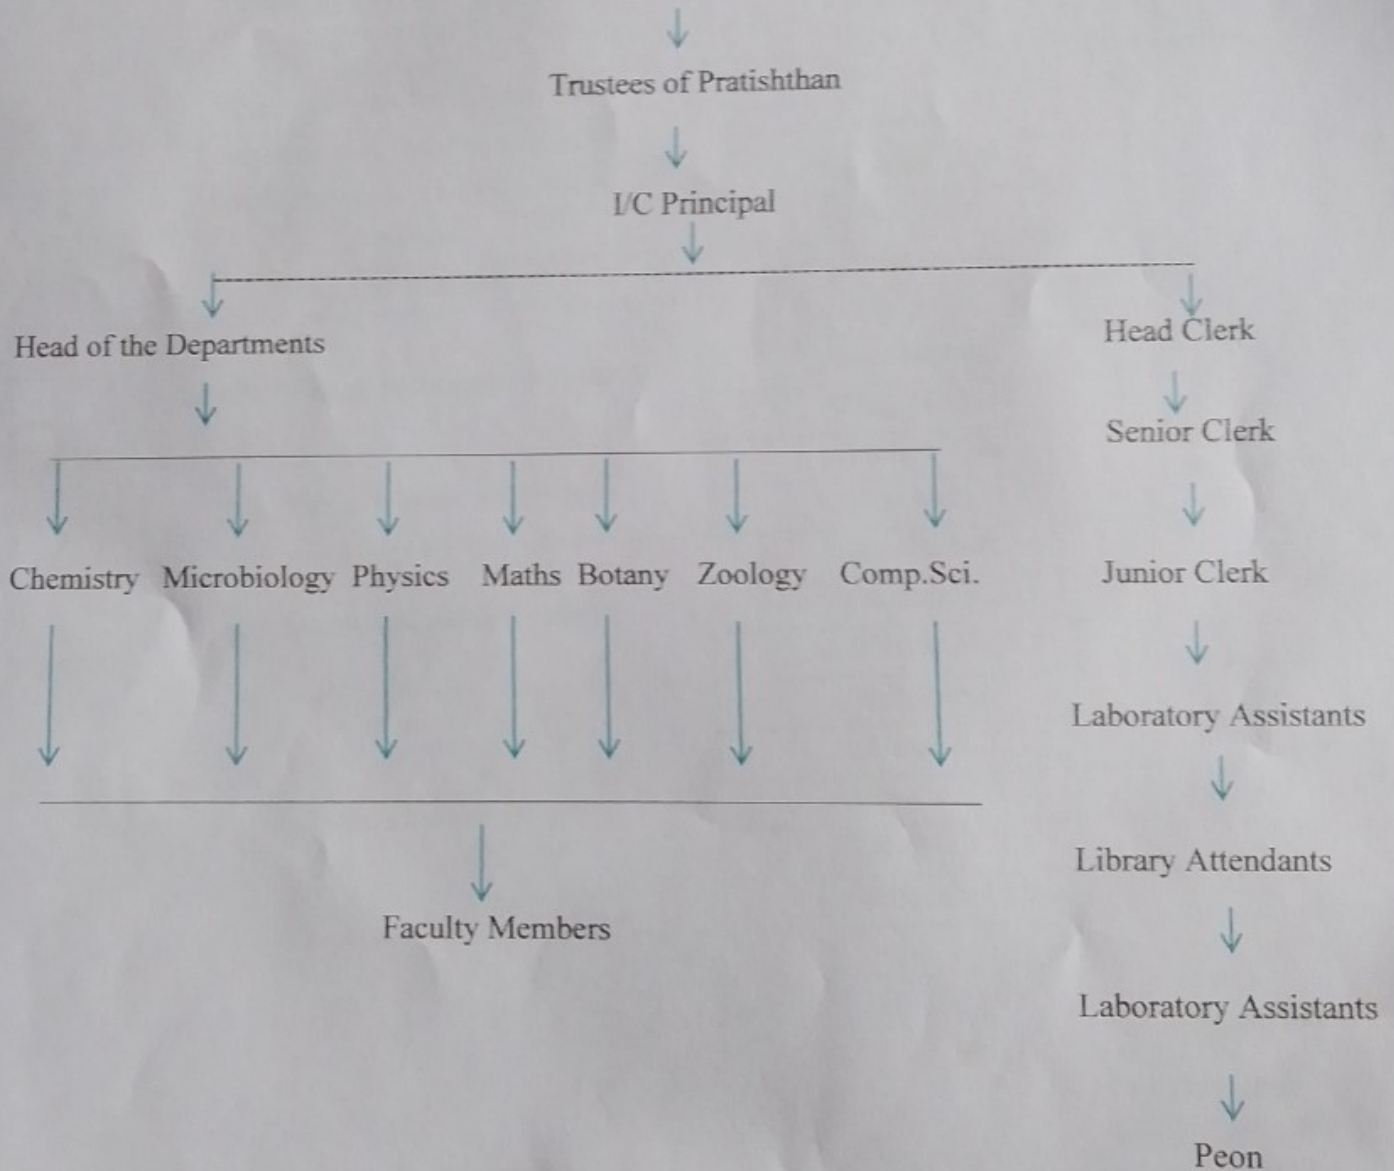 Trustees of Pratishthan
I/C Principal
Head of the Departments
Head Clerk
Senior Clerk
Chemistry Microbiology Physics Maths Botany Zoology Comp.Sci.
Junior Clerk
Laboratory Assistants
Library Attendants
Faculty Members
Laboratory Assistants
Peon